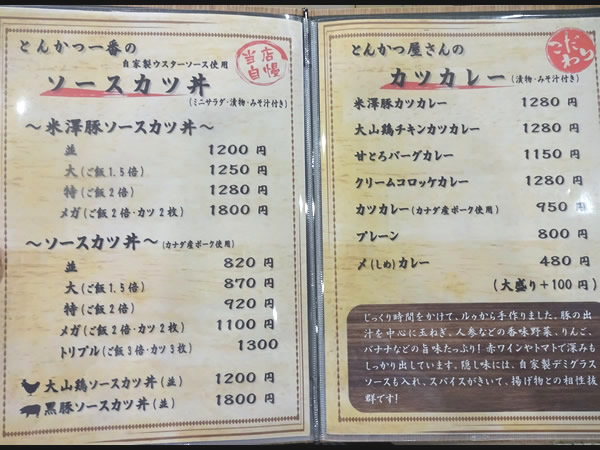 とんかつ一番の
自家製ウスターソース使用
当店
自慢
ソースカツ丼
(ミニサラダ・漬物・みそ汁付き)
～米澤豚ソースカツ丼～
並 1200 円
大(ご飯1.5倍) 1250 円
特(ご飯2倍) 1280 円
メガ(ご飯2倍・カツ2枚) 1800 円
～ソースカツ丼～(カナダ産ポーク使用)
並 820 円
大(ご飯1.5倍) 870 円
特(ご飯2倍) 920 円
メガ(ご飯2倍・カツ2枚) 1100 円
トリプル(ご飯3倍・カツ3枚) 1300
大山鶏ソースカツ丼(並) 1200 円
黒豚ソースカツ丼(並) 1800 円
とんかつ屋さんの
こだわり
カツカレー(漬物・みそ汁付き)
米澤豚カツカレー 1280 円
大山鶏チキンカツカレー 1280 円
甘とろバーグカレー 1150 円
クリームコロッケカレー 1280 円
カツカレー(カナダ産ポーク使用) 950 円
プレーン 800 円
〆(しめ)カレー 480 円
(大盛り+100円)
じっくり時間をかけて、ルゥから手作りました。豚の出
汁を中心に玉ねぎ、人参などの香味野菜、りんご、
バナナなどの旨味たっぷり!赤ワインやトマトで深みも
しっかり出しています。隠し味には、自家製デミグラス
ソースも入れ、スパイスがきいて、揚げ物との相性抜
群です!